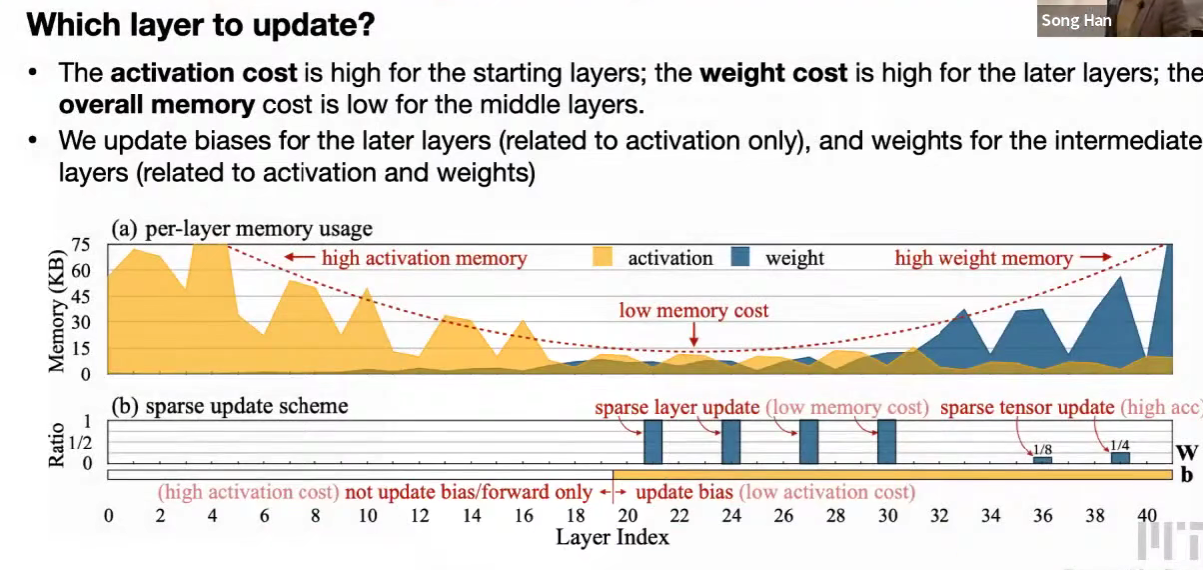 Which layer to update?
Song Han
• The activation cost is high for the starting layers; the weight cost is high for the later layers; the
overall memory cost is low for the middle layers.
• We update biases for the later layers (related to activation only), and weights for the intermediate
layers (related to activation and weights)
(a) per-layer memory usage
Memory (KB)
75
60
45
30
15
0
high activation memory
activation
weight
high weight memory
low memory cost
(b) sparse update scheme
sparse layer update (low memory cost)
sparse tensor update (high acc
Ratio
1
1/2
0
1/8
1/4
W
b
(high activation cost) not update bias/forward only
update bias (low activation cost)
0 2 4 6 8 10 12 14 16 18 20 22 24 26 28 30 32 34 36 38 40
Layer Index